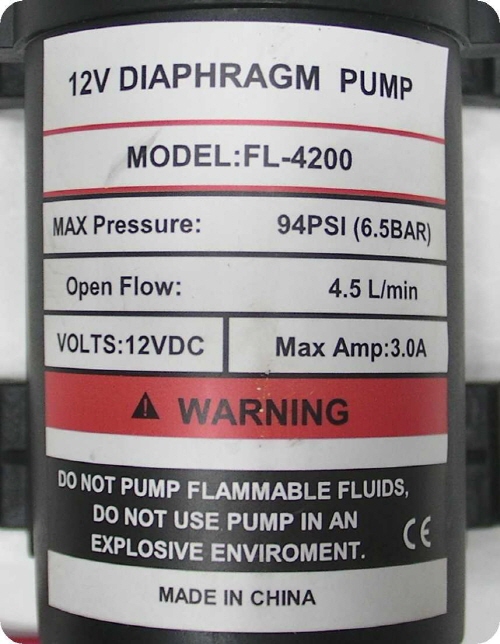 12V DIAPHRAGM PUMP
MODEL:FL-4200
MAX Pressure: 94PSI (6.5BAR)
Open Flow: 4.5 L/min
VOLTS:12VDC Max Amp:3.0A
WARNING
DO NOT PUMP FLAMMABLE FLUIDS,
DO NOT USE PUMP IN AN
EXPLOSIVE ENVIROMENT.
CE
MADE IN CHINA